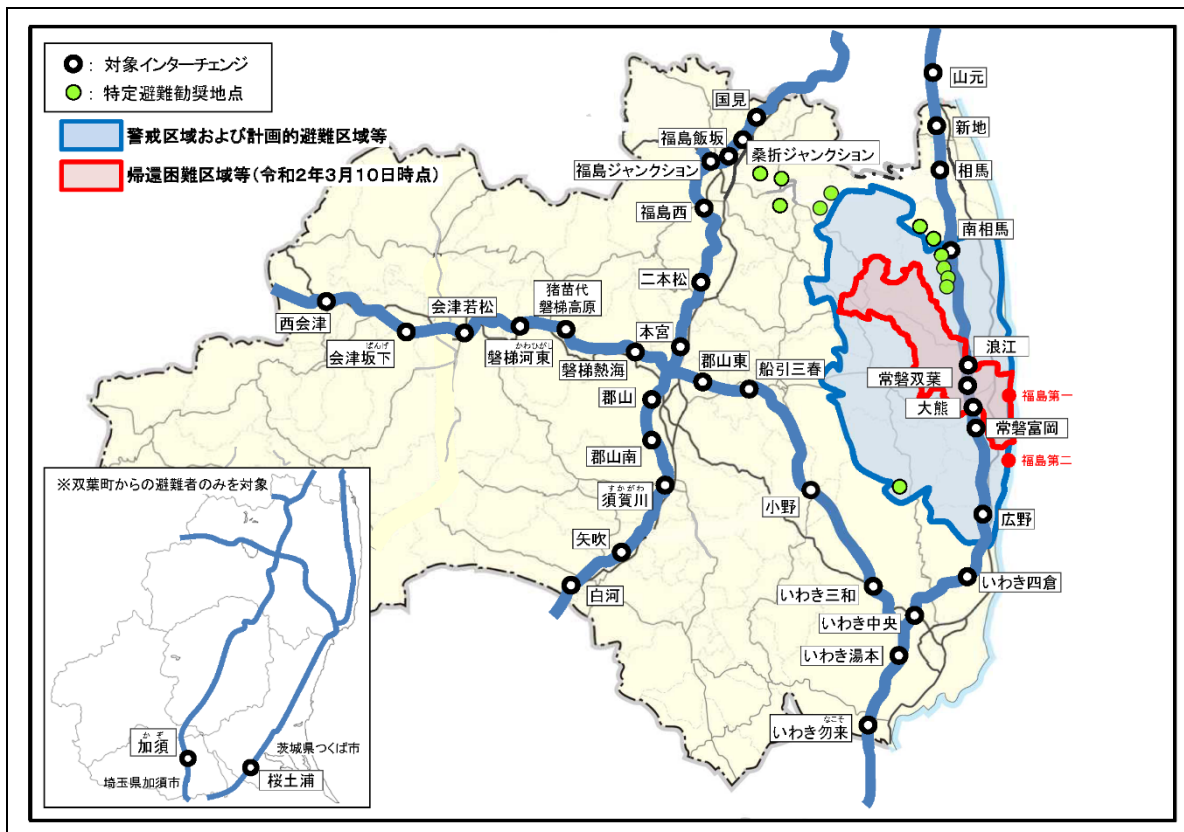 ：対象インターチェンジ
：特定避難勧奨地点
警戒区域および計画的避難区域等
帰還困難区域等(令和2年3月10日時点)
山元
国見
新地
福島飯坂
桑折ジャンクション
福島ジャンクション
相馬
福島西
南相馬
二本松
猪苗代
磐梯高原
会津若松
西会津
本宮
ばんげ
会津坂下
かわひがし
磐梯河東
磐梯熱海
郡山東
船引三春
浪江
常磐双葉
郡山
大熊
福島第一
常磐富岡
郡山南
福島第二
すかがわ
須賀川
小野
広野
矢吹
白河
いわき三和
いわき四倉
いわき中央
いわき湯本
なこそ
いわき勿来
※双葉町からの避難者のみを対象
かぞ
加須
茨城県つくば市
埼玉県加須市
桜土浦